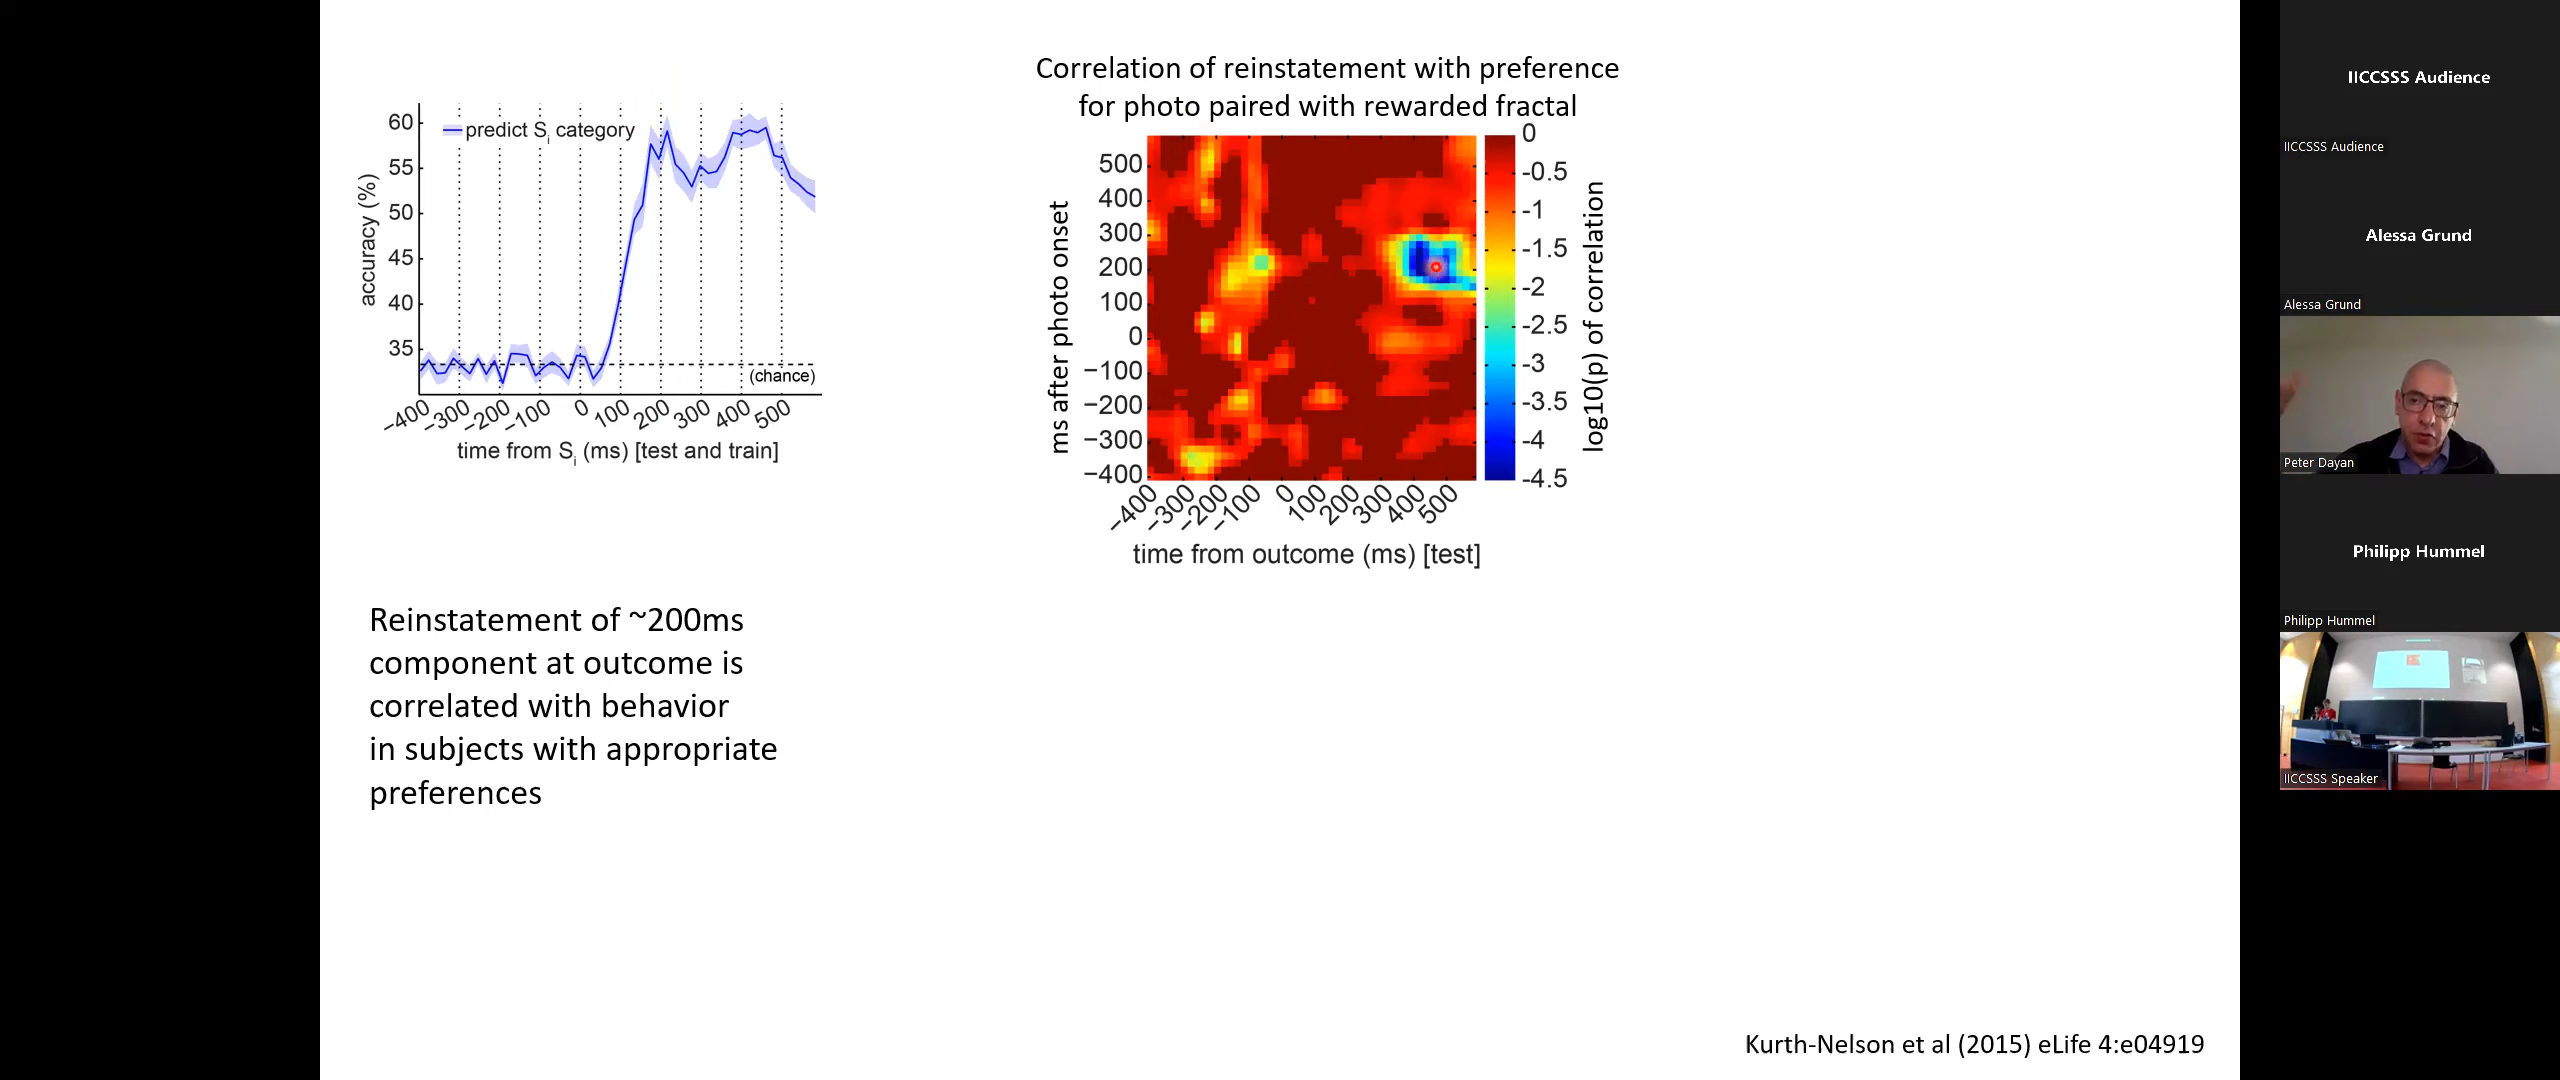 60
55
50
45
40
35
accuracy (%)
predict Si category
(chance)
−400 −300 −200 −100 0 100 200 300 400 500
time from Si (ms) [test and train]
Reinstatement of ~200ms
component at outcome is
correlated with behavior
in subjects with appropriate
preferences
Correlation of reinstatement with preference
for photo paired with rewarded fractal
ms after photo onset
500
400
300
200
100
0
−100
−200
−300
−400
−400 −300 −200 −100 0 100 200 300 400 500
time from outcome (ms) [test]
0
-0.5
-1
-1.5
-2
-2.5
-3
-3.5
-4
-4.5
log10(p) of correlation
Kurth-Nelson et al (2015) eLife 4:e04919
IICCSSS Audience
IICCSSS Audience
Alessa Grund
Alessa Grund
Peter Dayan
Philipp Hummel
Philipp Hummel
IICCSSS Speaker